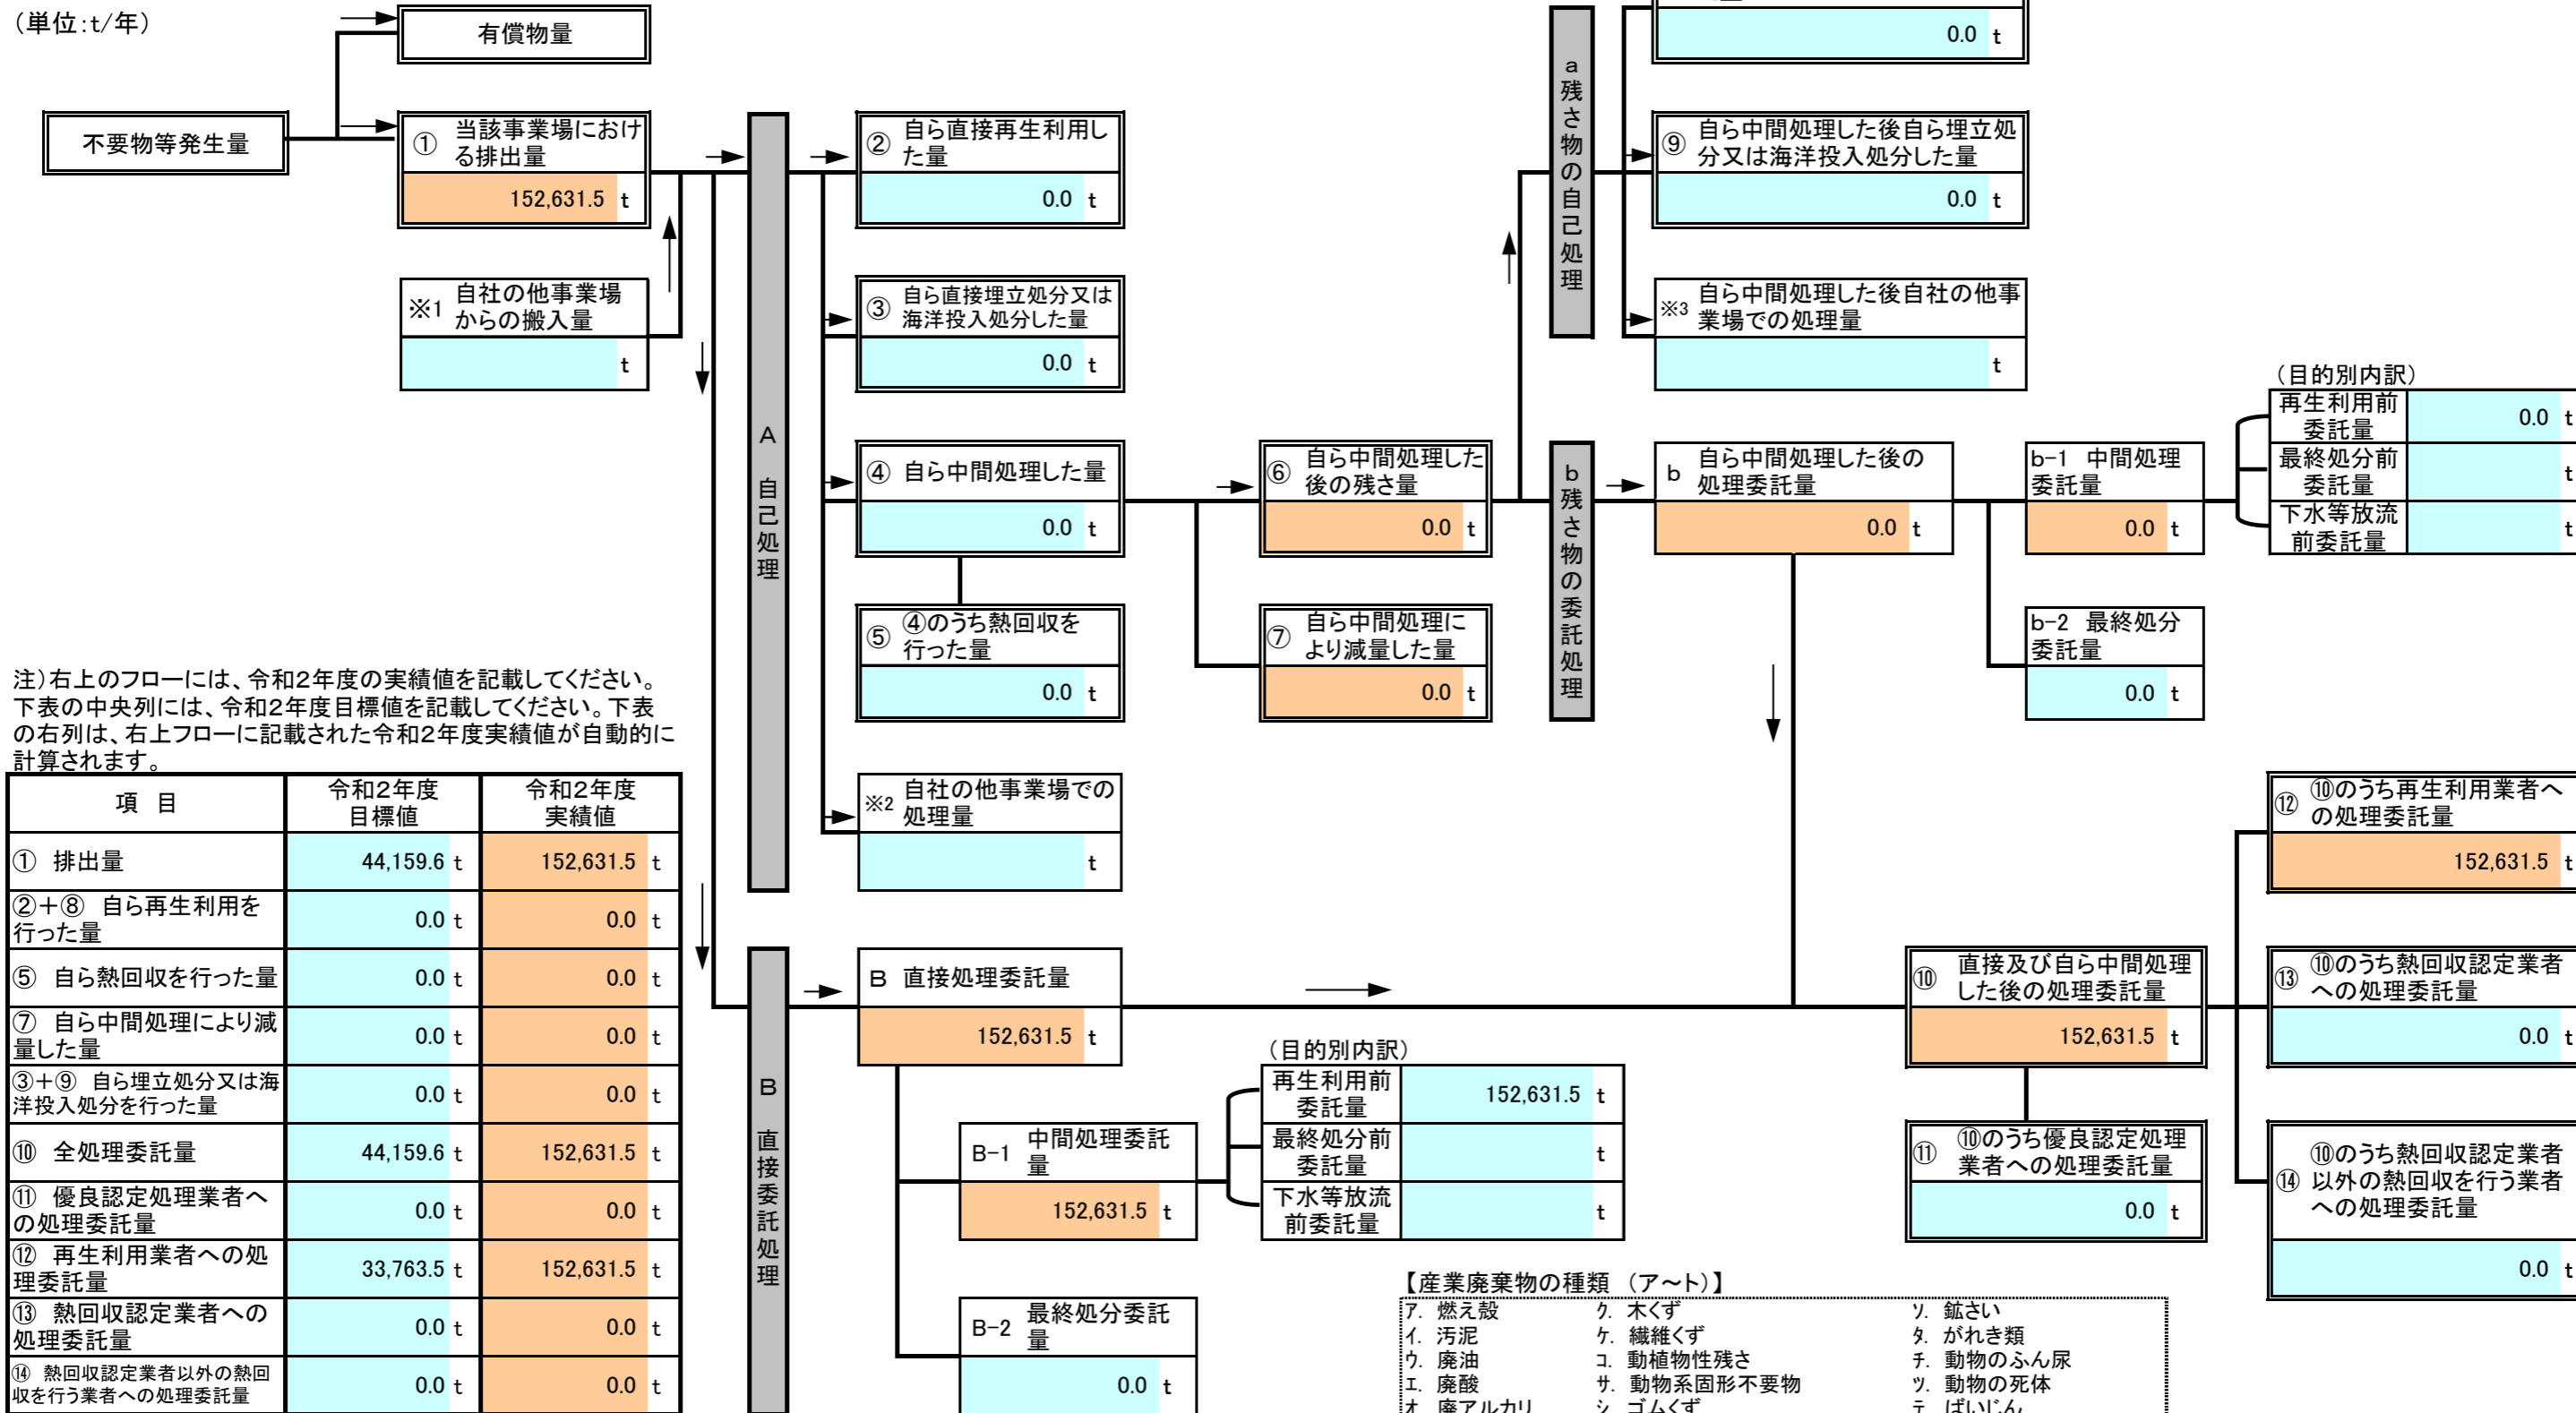 （単位:t/年）
有償物量
不要物等発生量
① 当該事業場におけ
る排出量
152,631.5 t
※1 自社の他事業場
からの搬入量
t
A 自己処理
② 自ら直接再生利用し
た量
0.0 t
③ 自ら直接埋立処分又は
海洋投入処分した量
0.0 t
④ 自ら中間処理した量
0.0 t
⑤ ④のうち熱回収を
行った量
0.0 t
※2 自社の他事業場での
処理量
t
⑥ 自ら中間処理した
後の残さ量
0.0 t
⑦ 自ら中間処理に
より減量した量
0.0 t
a 残さ物の自己処理
0.0 t
⑨ 自ら中間処理した後自ら埋立処
分又は海洋投入処分した量
0.0 t
※3 自ら中間処理した後自社の他事
業場での処理量
t
b 残さ物の委託処理
b 自ら中間処理した後の
処理委託量
0.0 t
b-1 中間処理
委託量
0.0 t
（目的別内訳）
再生利用前
委託量 0.0 t
最終処分前
委託量 t
下水等放流
前委託量 t
b-2 最終処分
委託量
0.0 t
注）右上のフローには、令和2年度の実績値を記載してください。
下表の中央列には、令和2年度目標値を記載してください。下表
の右列は、右上フローに記載された令和2年度実績値が自動的に
計算されます。
項 目 令和2年度 目標値 令和2年度 実績値
① 排出量 44,159.6 t 152,631.5 t
②＋⑧ 自ら再生利用を
行った量 0.0 t 0.0 t
⑤ 自ら熱回収を行った量 0.0 t 0.0 t
⑦ 自ら中間処理により減
量した量 0.0 t 0.0 t
③＋⑨ 自ら埋立処分又は海
洋投入処分を行った量 0.0 t 0.0 t
⑩ 全処理委託量 44,159.6 t 152,631.5 t
⑪ 優良認定処理業者へ
の処理委託量 0.0 t 0.0 t
⑫ 再生利用業者への処
理委託量 33,763.5 t 152,631.5 t
⑬ 熱回収認定業者への
処理委託量 0.0 t 0.0 t
⑭ 熱回収認定業者以外の熱回
収を行う業者への処理委託量 0.0 t 0.0 t
B 直接委託処理
B 直接処理委託量
152,631.5 t
B-1 中間処理委託
量
152,631.5 t
（目的別内訳）
再生利用前
委託量 152,631.5 t
最終処分前
委託量 t
下水等放流
前委託量 t
B-2 最終処分委託
量
0.0 t
⑩ 直接及び自ら中間処理
した後の処理委託量
152,631.5 t
⑪ ⑩のうち優良認定処理
業者への処理委託量
0.0 t
⑫ ⑩のうち再生利用業者へ
の処理委託量
152,631.5 t
⑬ ⑩のうち熱回収認定業者
への処理委託量
0.0 t
⑭ ⑩のうち熱回収認定業者
以外の熱回収を行う業者
への処理委託量
0.0 t
【産業廃棄物の種類 （ア～ト）】
ア. 燃え殻 ク. 木くず ソ. 鉱さい
イ. 汚泥 ケ. 繊維くず タ. がれき類
ウ. 廃油 コ. 動植物性残さ チ. 動物のふん尿
エ. 廃酸 サ. 動物系固形不要物 ツ. 動物の死体
オ. 廃アルカリ シ. ゴムくず テ. ばいじん